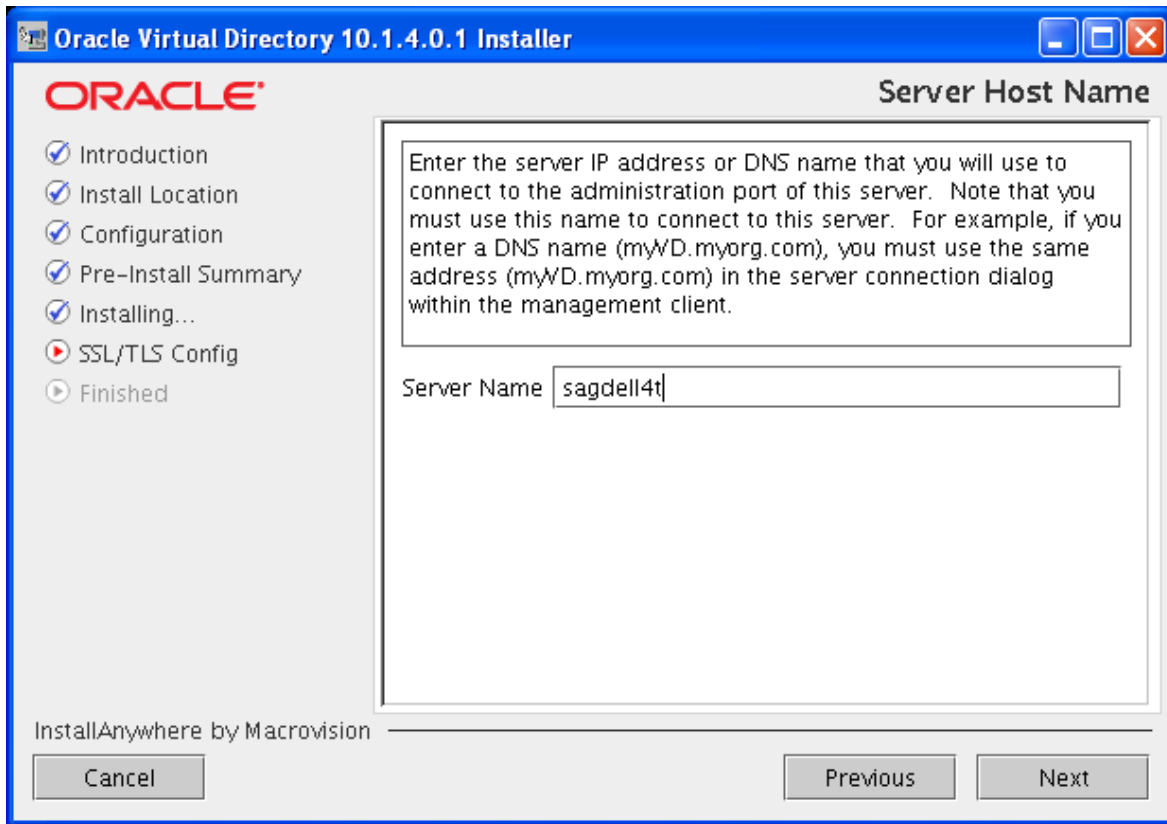 Oracle Virtual Directory 10.1.4.0.1 Installer
ORACLE
Server Host Name
Introduction
Install Location
Configuration
Pre-Install Summary
Installing...
SSL/TLS Config
Finished
Enter the server IP address or DNS name that you will use to
connect to the administration port of this server.  Note that you
must use this name to connect to this server.  For example, if you
enter a DNS name (myVD.myorg.com), you must use the same
address (myVD.myorg.com) in the server connection dialog
within the management client.
Server Name sagdell4t
InstallAnywhere by Macrovision
Cancel Previous Next